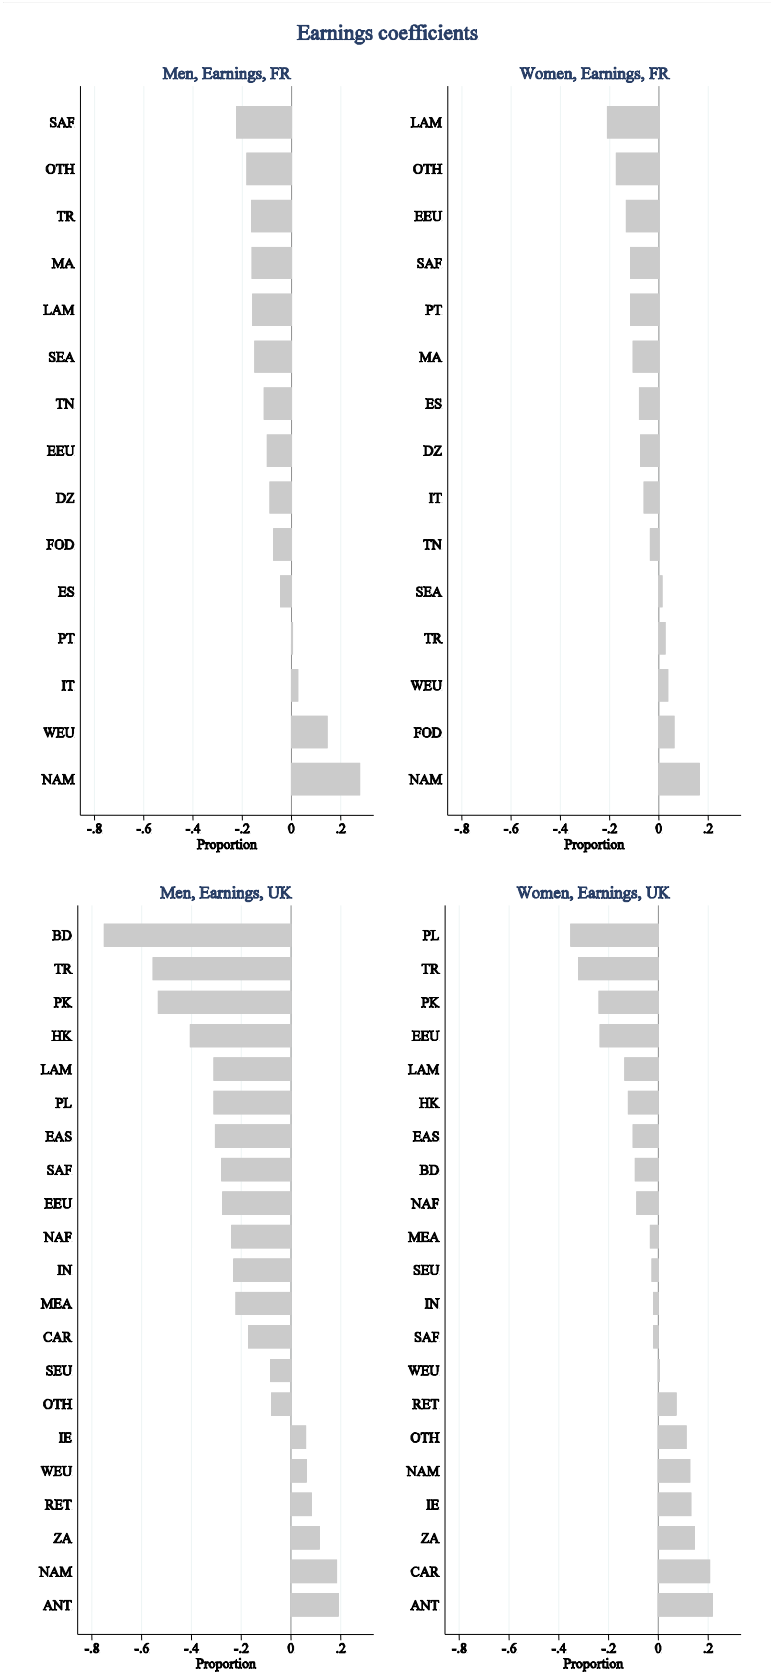 Earnings coefficients
Men, Earnings, FR
SAF
OTH
TR
MA
LAM
SEA
TN
EEU
DZ
FOD
ES
PT
IT
WEU
NAM
-.8 -.6 -.4 -.2 0 .2
Proportion
Women, Earnings, FR
LAM
OTH
EEU
SAF
PT
MA
ES
DZ
IT
TN
SEA
TR
WEU
FOD
NAM
-.8 -.6 -.4 -.2 0 .2
Proportion
Men, Earnings, UK
BD
TR
PK
HK
LAM
PL
EAS
SAF
EEU
NAF
IN
MEA
CAR
SEU
OTH
IE
WEU
RET
ZA
NAM
ANT
-.8 -.6 -.4 -.2 0 .2
Proportion
Women, Earnings, UK
PL
TR
PK
EEU
LAM
HK
EAS
BD
NAF
MEA
SEU
IN
SAF
WEU
RET
OTH
NAM
IE
ZA
CAR
ANT
-.8 -.6 -.4 -.2 0 .2
Proportion